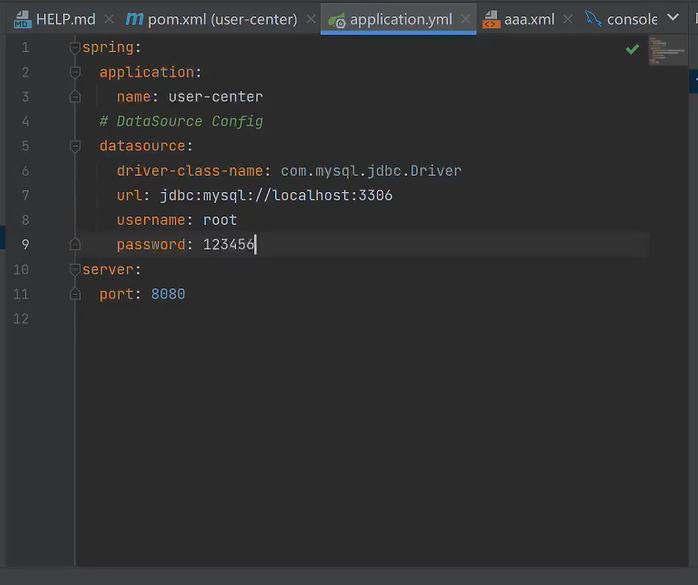 HELP.md pom.xml (user-center) application.yml aaa.xml console
1 spring:
2 application:
3 name: user-center
4 # DataSource Config
5 datasource:
6 driver-class-name: com.mysql.jdbc.Driver
7 url: jdbc:mysql://localhost:3306
8 username: root
9 password: 123456
10 server:
11 port: 8080
12